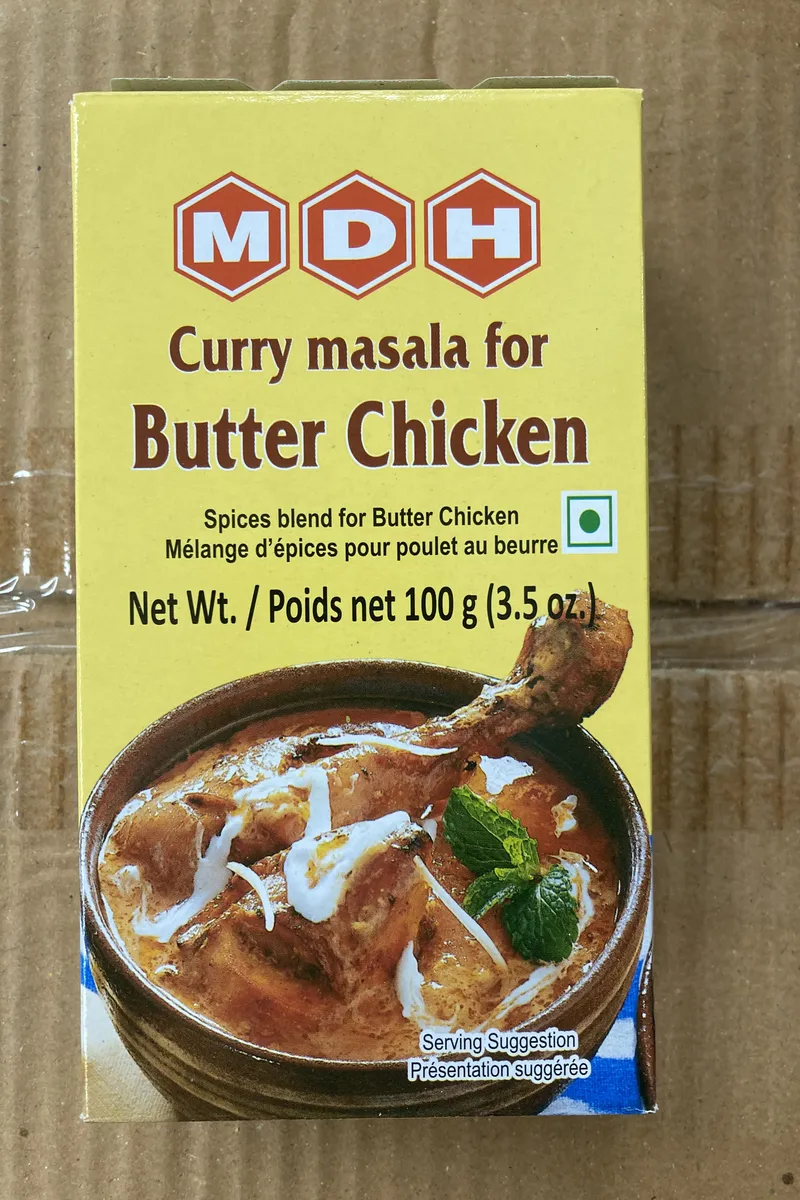 MDH
Curry masala for
Butter Chicken
Spices blend for Butter Chicken
Mélange d'épices pour poulet au beurre
Net Wt. / Poids net 100 g (3.5 oz.)
Serving Suggestion
Présentation suggérée